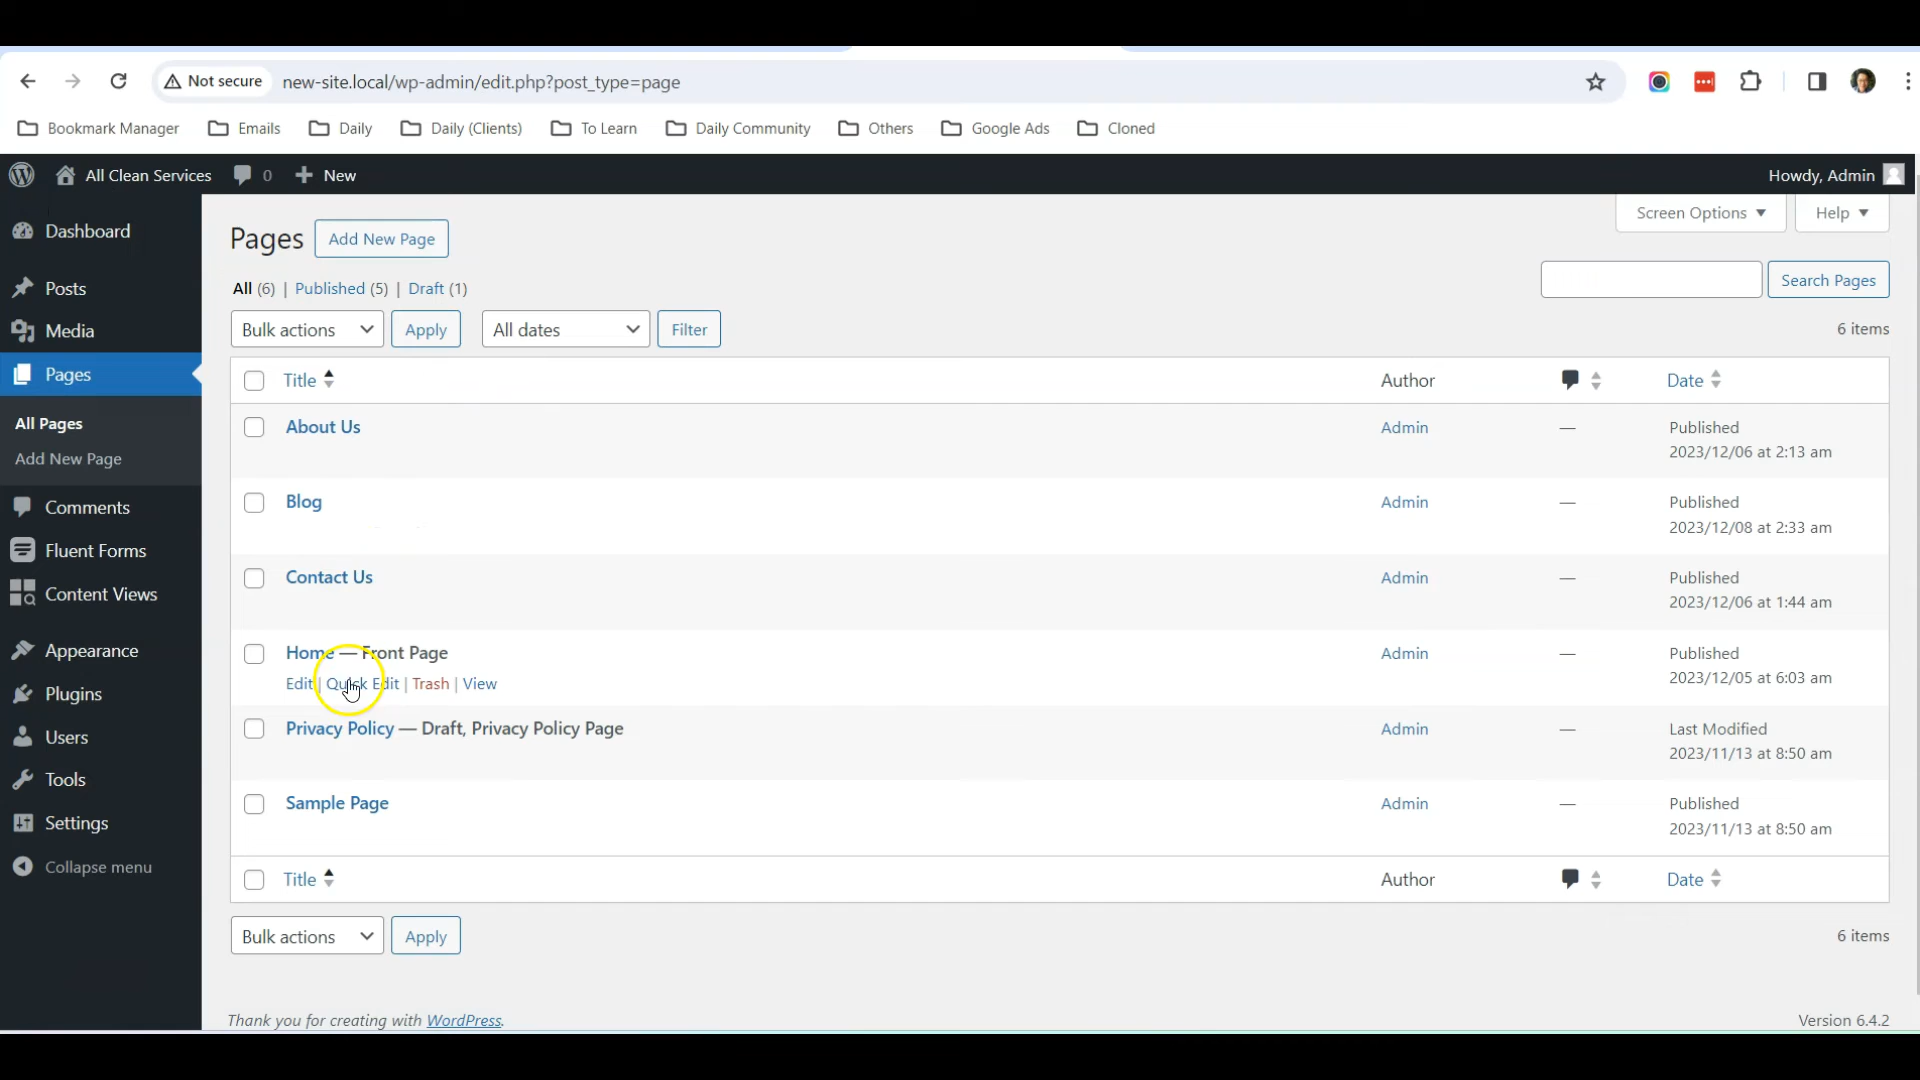 Not secure new-site.local/wp-admin/edit.php?post_type=page
Bookmark Manager Emails Daily Daily (Clients) To Learn Daily Community Others Google Ads Cloned
All Clean Services 0 + New Howdy, Admin
Dashboard
Posts
Media
Pages
All Pages
Add New Page
Comments
Fluent Forms
Content Views
Appearance
Plugins
Users
Tools
Settings
Collapse menu
Screen Options ▼ Help ▼
Pages Add New Page
All (6) | Published (5) | Draft (1)
Search Pages
Bulk actions Apply All dates Filter 6 items
Title Author Date
About Us Admin — Published
2023/12/06 at 2:13 am
Blog Admin — Published
2023/12/08 at 2:33 am
Contact Us Admin — Published
2023/12/06 at 1:44 am
Home — Front Page Admin — Published
Edit | Quick Edit | Trash | View 2023/12/05 at 6:03 am
Privacy Policy — Draft, Privacy Policy Page Admin — Last Modified
2023/11/13 at 8:50 am
Sample Page Admin — Published
2023/11/13 at 8:50 am
Title Author Date
Bulk actions Apply 6 items
Thank you for creating with WordPress. Version 6.4.2